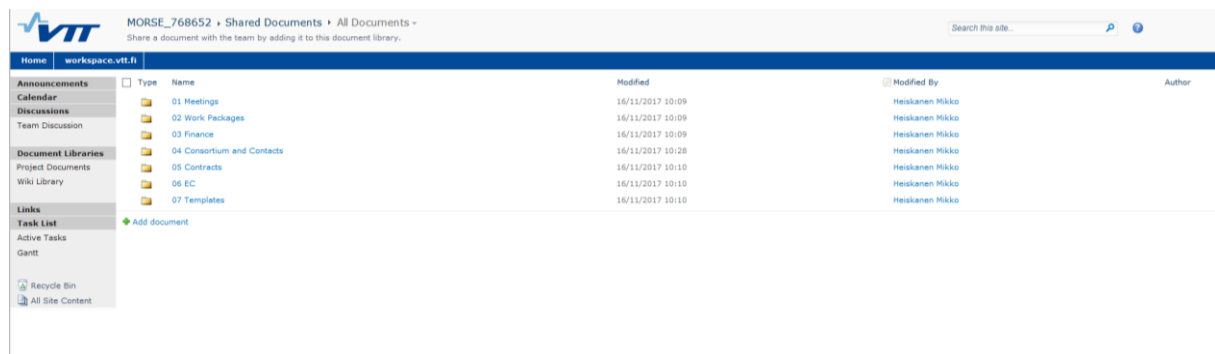 VTT
MORSE_768652 ▸ Shared Documents ▸ All Documents
Share a document with the team by adding it to this document library.
Search this site...
Home workspace.vtt.fi
Announcements
Calendar
Discussions
Team Discussion
Document Libraries
Project Documents
Wiki Library
Links
Task List
Active Tasks
Gantt
Recycle Bin
All Site Content
Type Name Modified Modified By Author
01 Meetings 16/11/2017 10:09 Heiskanen Mikko
02 Work Packages 16/11/2017 10:09 Heiskanen Mikko
03 Finance 16/11/2017 10:09 Heiskanen Mikko
04 Consortium and Contacts 16/11/2017 10:28 Heiskanen Mikko
05 Contracts 16/11/2017 10:10 Heiskanen Mikko
06 EC 16/11/2017 10:10 Heiskanen Mikko
07 Templates 16/11/2017 10:10 Heiskanen Mikko
Add document